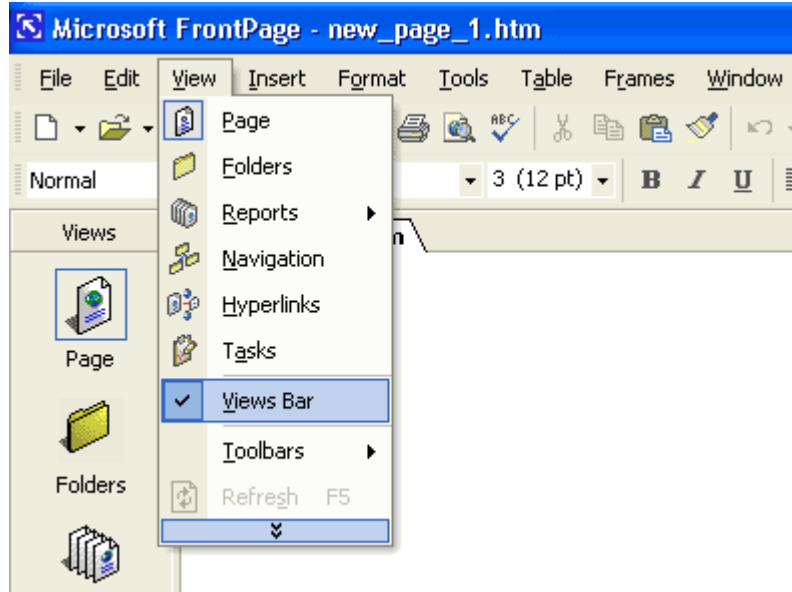 Microsoft FrontPage - new_page_1.htm
File Edit View Insert Format Tools Table Frames Window
ABC
Normal 3 (12 pt) B I U
Views
Page
Folders
Reports
Navigation
Hyperlinks
Tasks
Views Bar
Toolbars
Refresh F5
Page
Folders